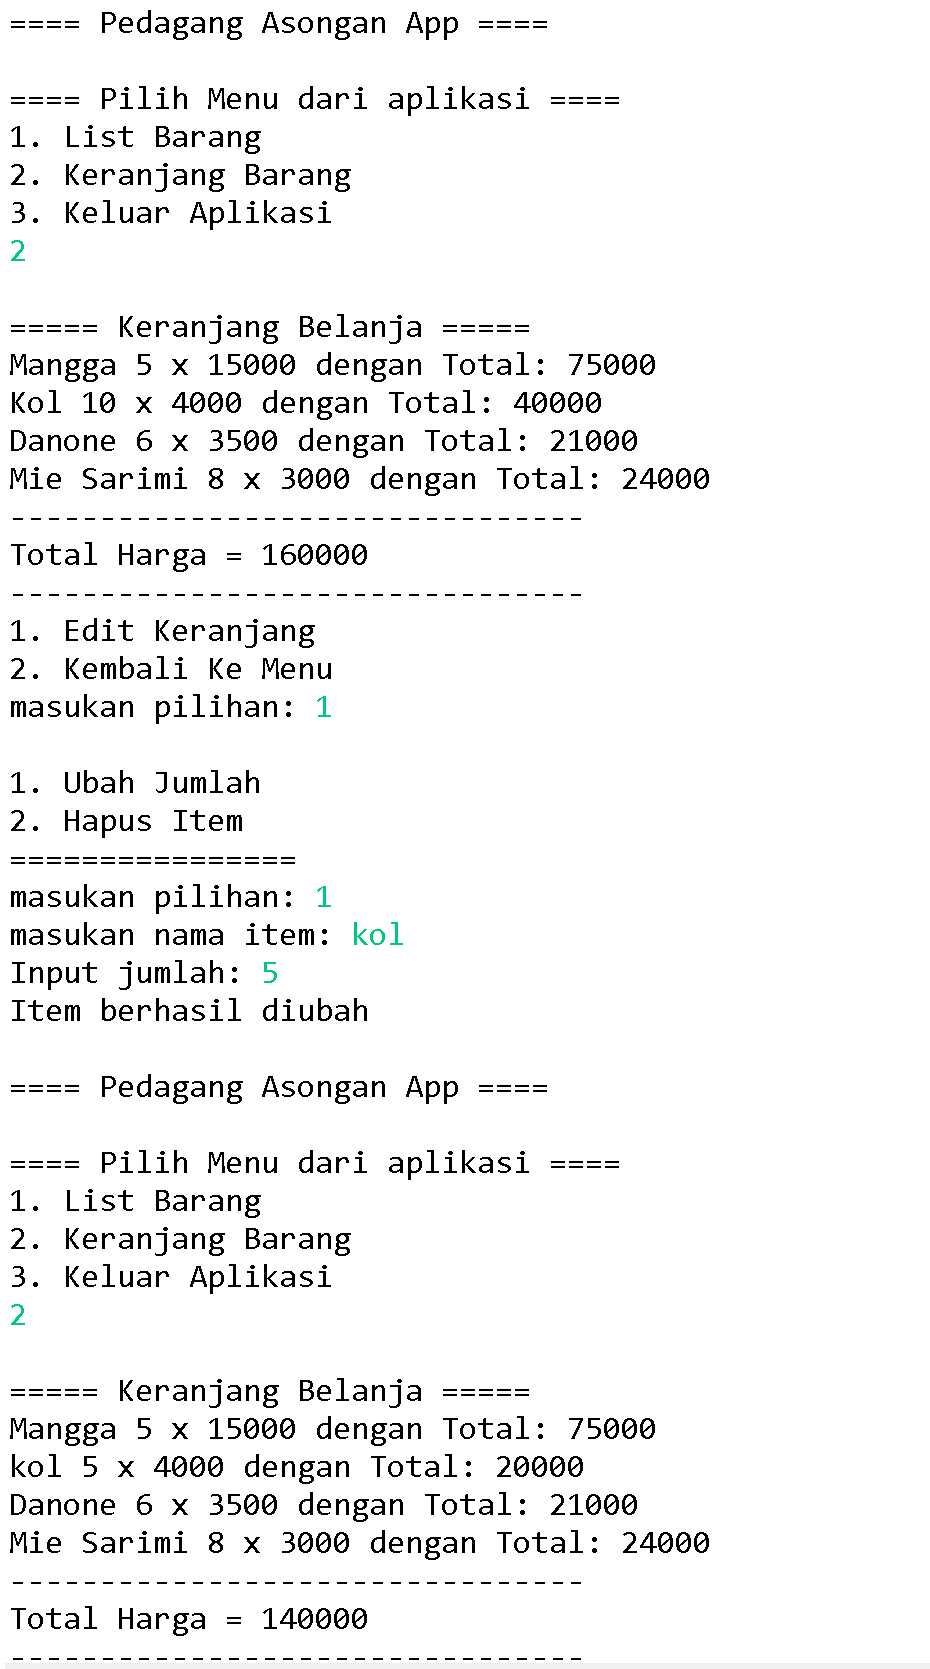 ==== Pedagang Asongan App ====
==== Pilih Menu dari aplikasi ====
1. List Barang
2. Keranjang Barang
3. Keluar Aplikasi
2
===== Keranjang Belanja =====
Mangga 5 x 15000 dengan Total: 75000
Kol 10 x 4000 dengan Total: 40000
Danone 6 x 3500 dengan Total: 21000
Mie Sarimi 8 x 3000 dengan Total: 24000
--------------------------------
Total Harga = 160000
--------------------------------
1. Edit Keranjang
2. Kembali Ke Menu
masukan pilihan: 1
1. Ubah Jumlah
2. Hapus Item
================
masukan pilihan: 1
masukan nama item: kol
Input jumlah: 5
Item berhasil diubah
==== Pedagang Asongan App ====
==== Pilih Menu dari aplikasi ====
1. List Barang
2. Keranjang Barang
3. Keluar Aplikasi
2
===== Keranjang Belanja =====
Mangga 5 x 15000 dengan Total: 75000
kol 5 x 4000 dengan Total: 20000
Danone 6 x 3500 dengan Total: 21000
Mie Sarimi 8 x 3000 dengan Total: 24000
--------------------------------
Total Harga = 140000
--------------------------------